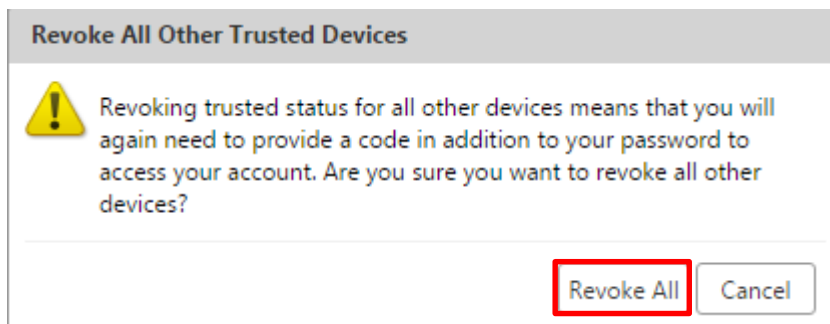 Revoke All Other Trusted Devices
Revoking trusted status for all other devices means that you will
again need to provide a code in addition to your password to
access your account. Are you sure you want to revoke all other
devices?
Revoke All Cancel